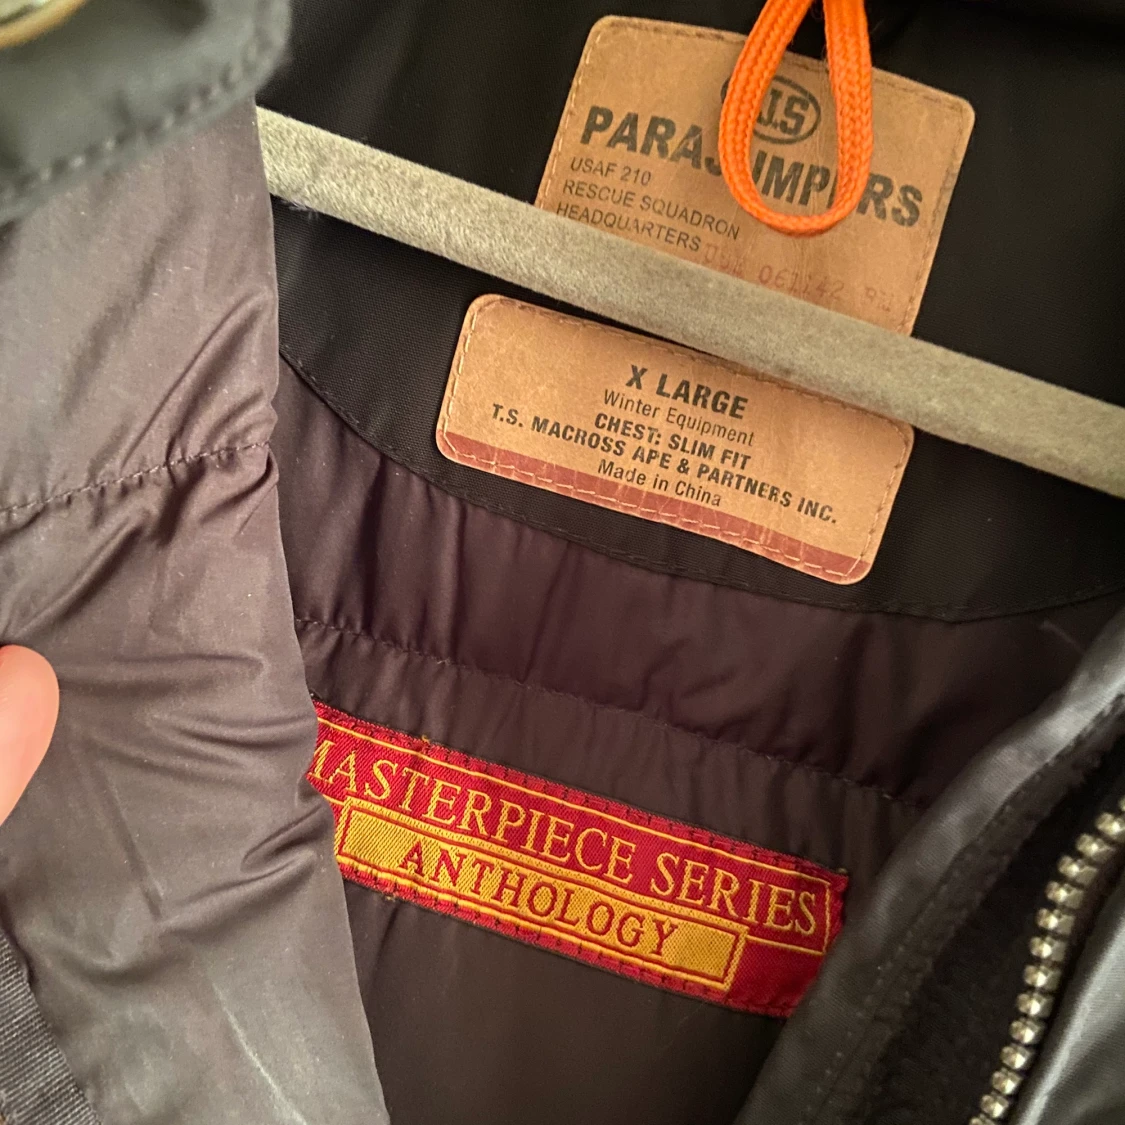 U.S
PARAJUMPERS
USAF 210
RESCUE SQUADRON
HEADQUARTERS
X LARGE
Winter Equipment
CHEST: SLIM FIT
T.S. MACROSS APE & PARTNERS INC.
Made in China
MASTERPIECE SERIES
ANTHOLOGY